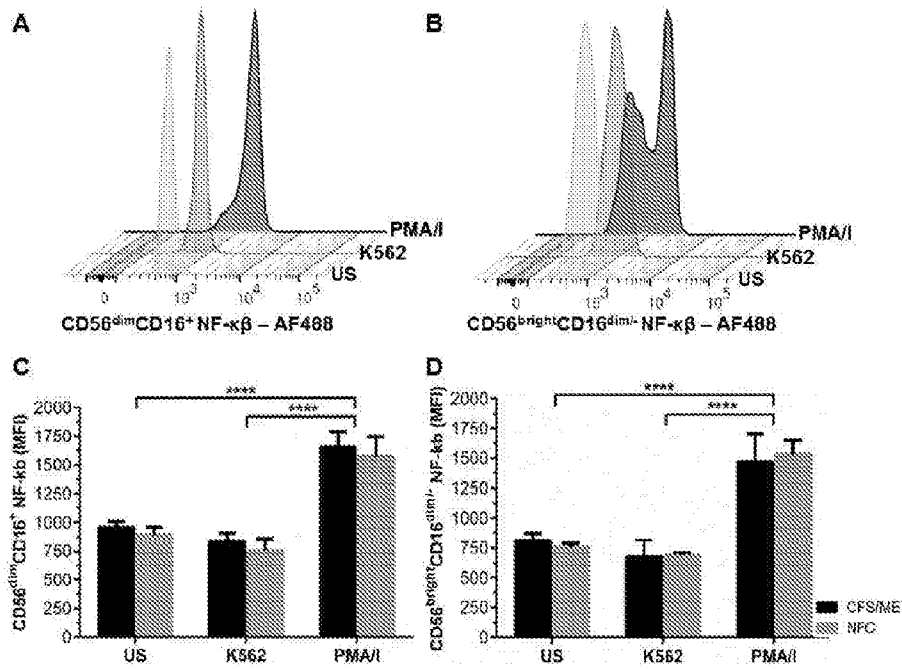 A
PMA/I
K562
US
0 10³ 10⁴ 10⁵
CD56dimCD16+ NF-κβ – AF488
B
PMA/I
K562
US
0 10³ 10⁴ 10⁵
CD56brightCD16dim/- NF-κβ – AF488
C
CD56dimCD16+ NF-kb (MFI)
2000
1750
1500
1250
1000
750
500
250
0
****
****
US K562 PMA/I
D
CD56brightCD16dim/- NF-kb (MFI)
2000
1750
1500
1250
1000
750
500
250
0
****
****
US K562 PMA/I
CFS/ME
NFC